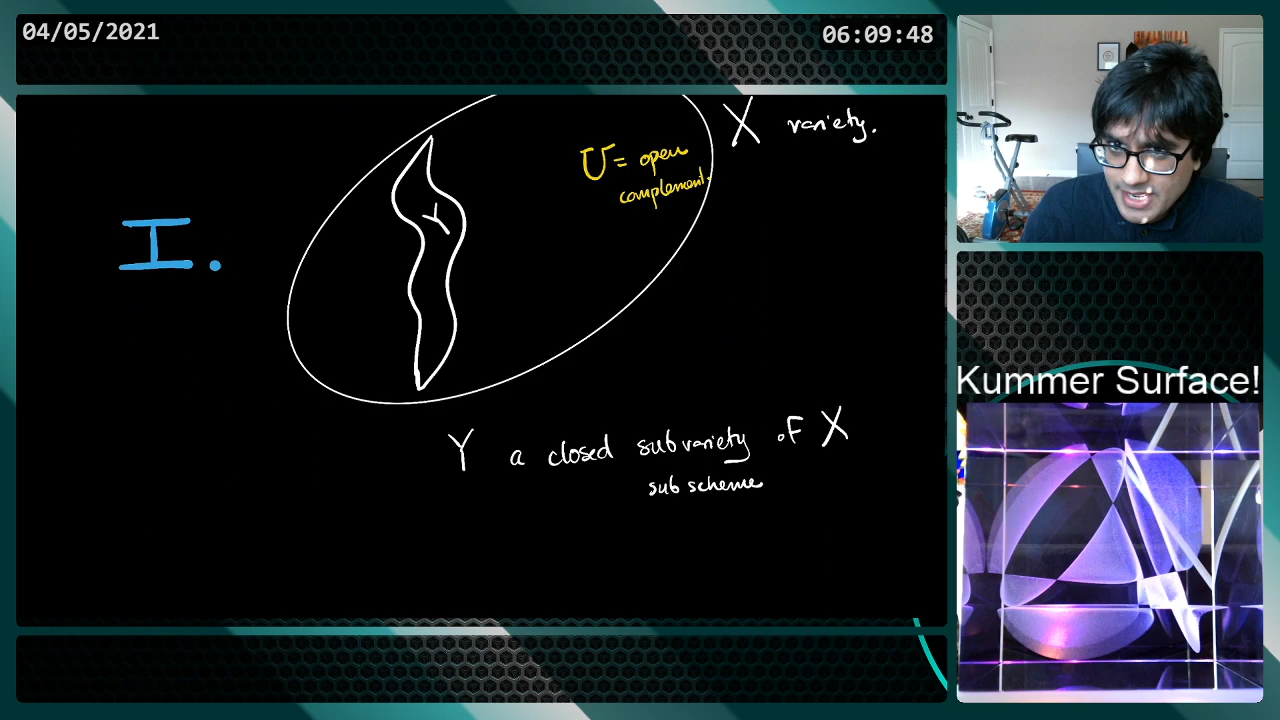 04/05/2021
06:09:48
X variety.
U = open
complement.
Y
I.
Y a closed subvariety of X
sub scheme
Kummer Surface!